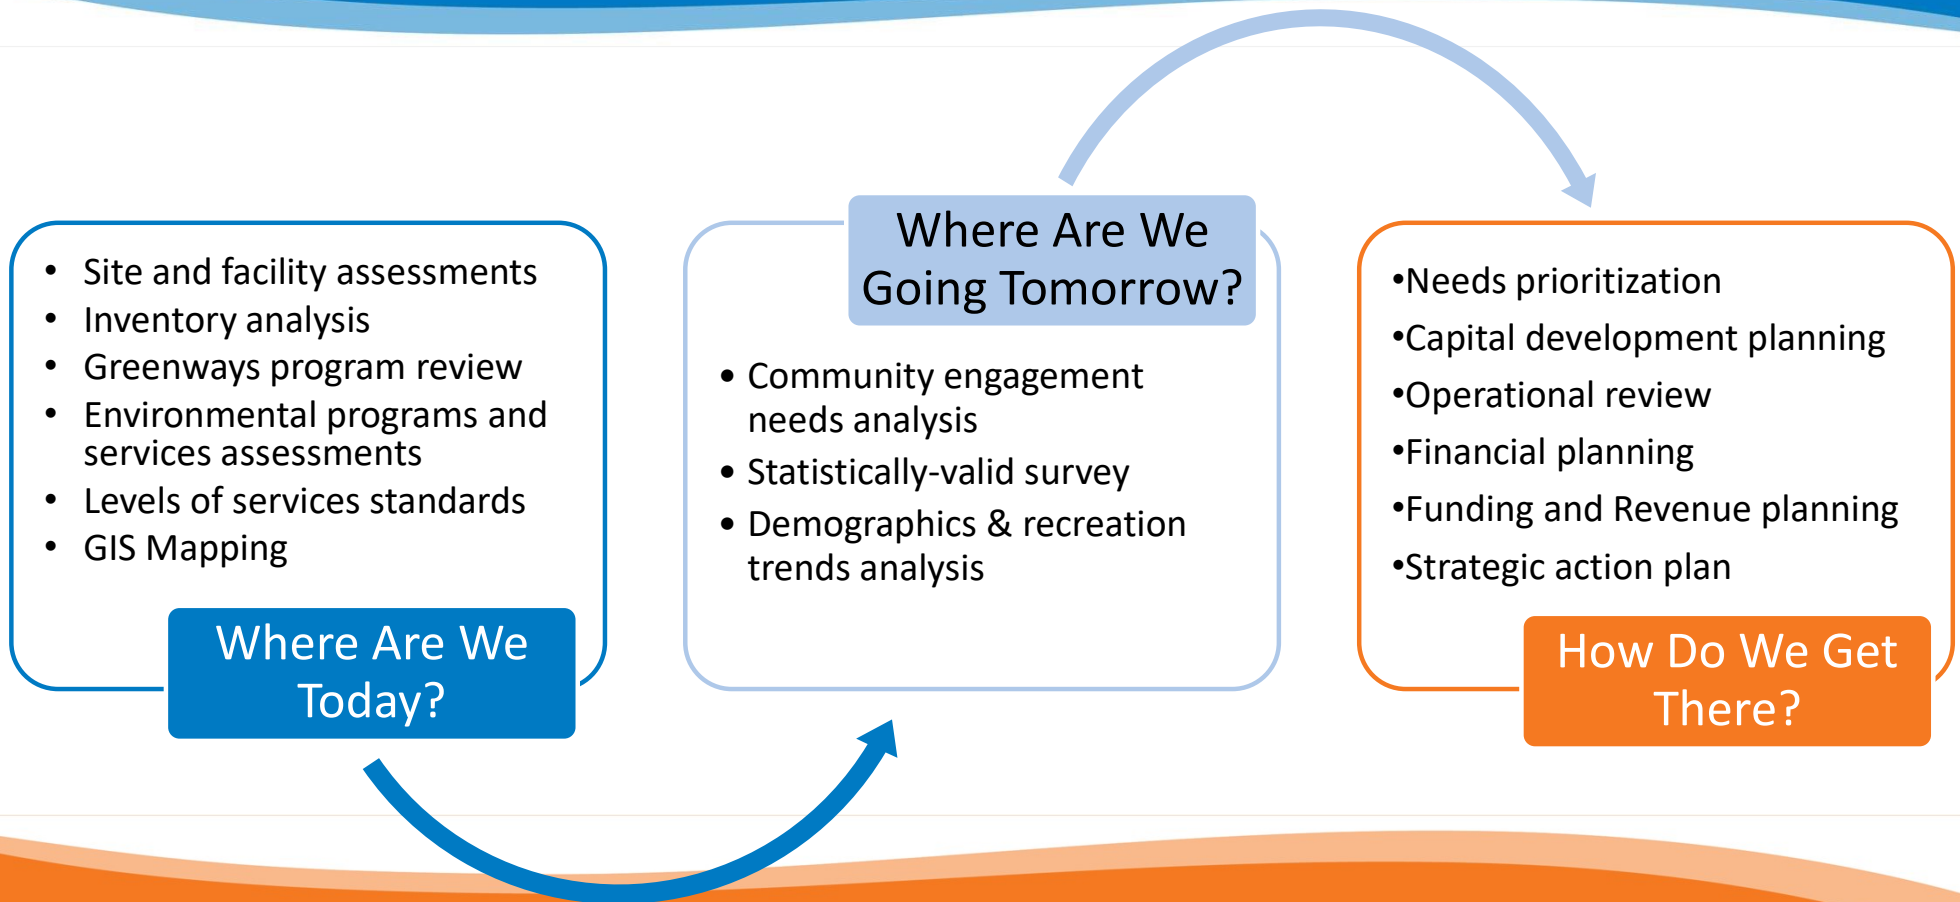 • Site and facility assessments
• Inventory analysis
• Greenways program review
• Environmental programs and
services assessments
• Levels of services standards
• GIS Mapping
Where Are We
Today?
Where Are We
Going Tomorrow?
• Community engagement
needs analysis
• Statistically-valid survey
• Demographics & recreation
trends analysis
•Needs prioritization
•Capital development planning
•Operational review
•Financial planning
•Funding and Revenue planning
•Strategic action plan
How Do We Get
There?